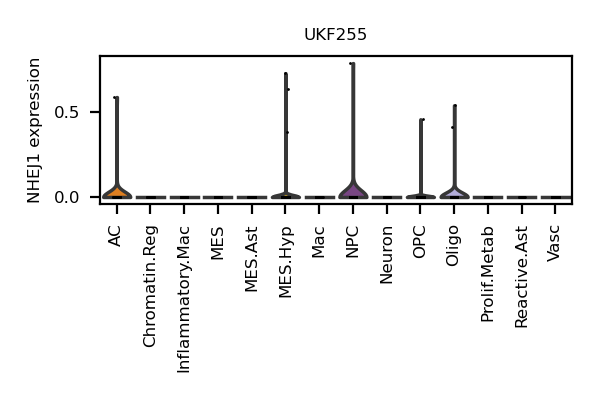 UKF255
NHEJ1 expression
0.5
0.0
AC
Chromatin.Reg
Inflammatory.Mac
MES
MES.Ast
MES.Hyp
Mac
NPC
Neuron
OPC
Oligo
Prolif.Metab
Reactive.Ast
Vasc